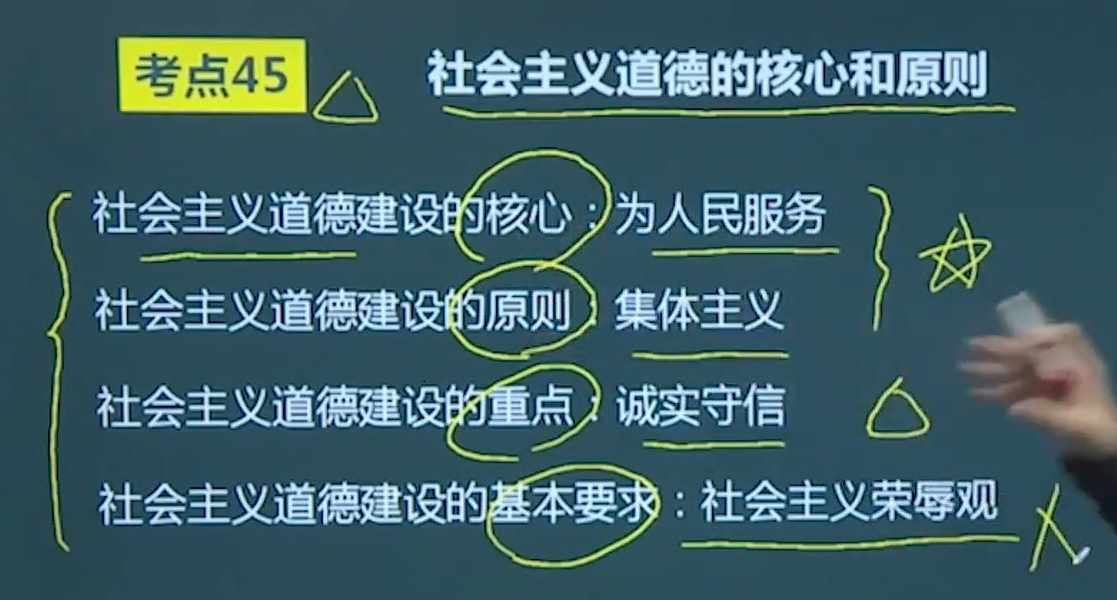 考点45
社会主义道德的核心和原则
社会主义道德建设的核心：为人民服务
社会主义道德建设的原则：集体主义
社会主义道德建设的重点：诚实守信
社会主义道德建设的基本要求：社会主义荣辱观